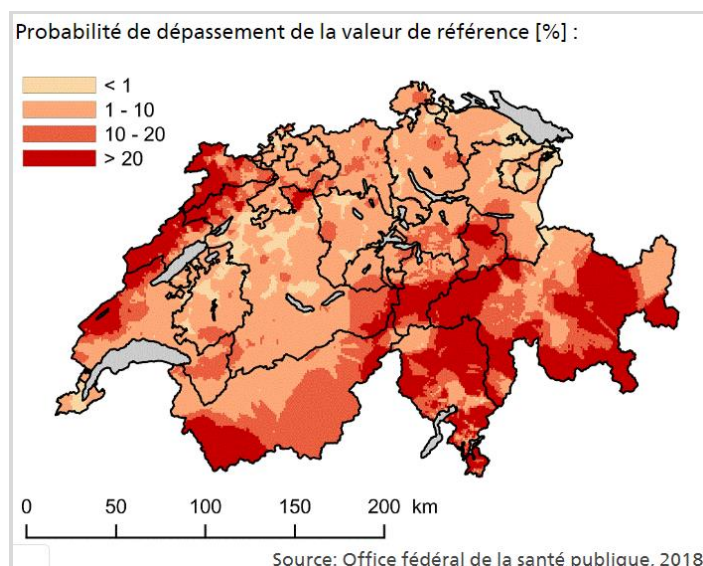 Probabilité de dépassement de la valeur de référence [%] :
< 1
1 - 10
10 - 20
> 20
0 50 100 150 200 km
Source: Office fédéral de la santé publique, 2018